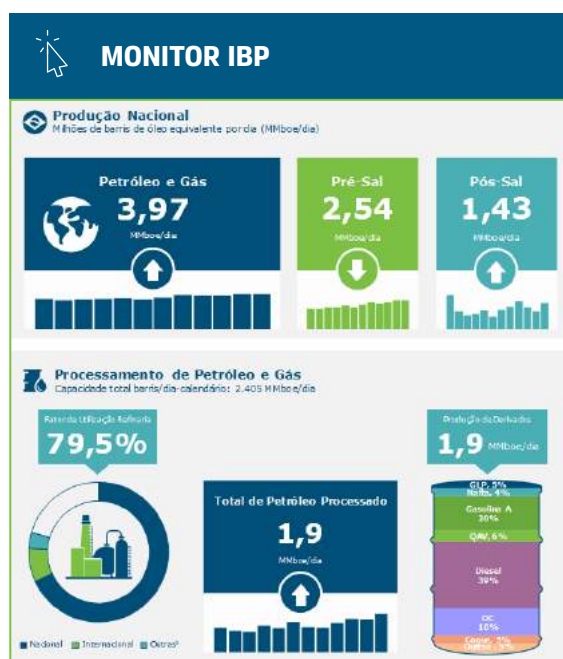 MONITOR IBP
Produção Nacional
Milhões de barris de óleo equivalente por dia (MMboe/dia)
Petróleo e Gás
3,97
MMboe/dia
Pré-Sal
2,54
MMboe/dia
Pós-Sal
1,43
MMboe/dia
Processamento de Petróleo e Gás
Capacidade total barris/dia-calendário: 2.405 MMboe/dia
Utilização Refinaria
79,5%
Total de Petróleo Processado
1,9
MMboe/dia
Produção de Derivados
1,9 MMboe/dia
GLP, 5%
Nafta, 4%
Gasolina A
20%
QAV, 6%
Diesel
39%
OC
10%
Coque,
Outros, 5%
Nacional Internacional Outras²